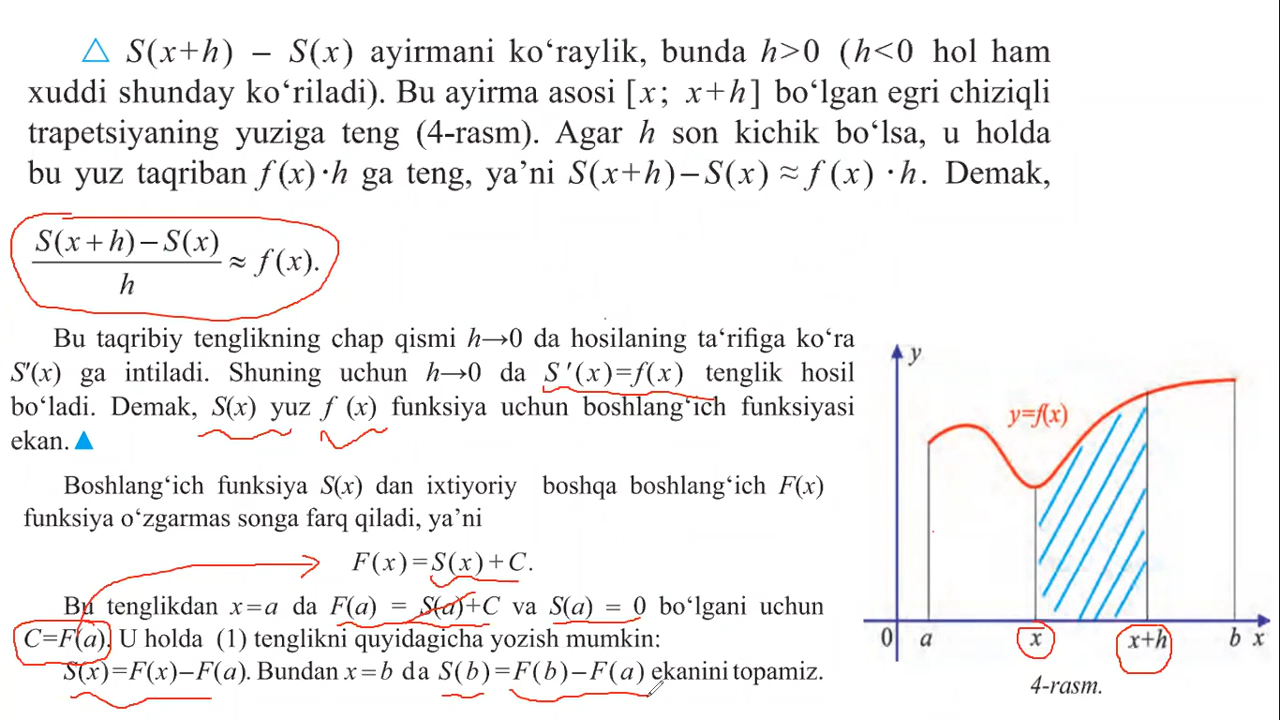 △ S(x+h) – S(x) ayirmani ko‘raylik, bunda h>0 (h<0 hol ham
xuddi shunday ko‘riladi). Bu ayirma asosi [x; x+h] bo‘lgan egri chiziqli
trapetsiyaning yuziga teng (4-rasm). Agar h son kichik bo‘lsa, u holda
bu yuz taqriban f(x)·h ga teng, ya’ni S(x+h)–S(x)≈f(x)·h. Demak,
S(x+h)–S(x)
h
≈ f(x).
Bu taqribiy tenglikning chap qismi h→0 da hosilaning ta‘rifiga ko‘ra
S'(x) ga intiladi. Shuning uchun h→0 da S'(x)=f(x) tenglik hosil
bo‘ladi. Demak, S(x) yuz f (x) funksiya uchun boshlang‘ich funksiyasi
ekan. ▲
Boshlang‘ich funksiya S(x) dan ixtiyoriy boshqa boshlang‘ich F(x)
funksiya o‘zgarmas songa farq qiladi, ya’ni
F(x)=S(x)+C.
Bu tenglikdan x=a da F(a) = S(a)+C va S(a) = 0 bo‘lgani uchun
C=F(a). U holda (1) tenglikni quyidagicha yozish mumkin:
S(x)=F(x)–F(a). Bundan x=b da S(b)=F(b)–F(a) ekanini topamiz.
y
y=f(x)
0 a x x+h b x
4-rasm.